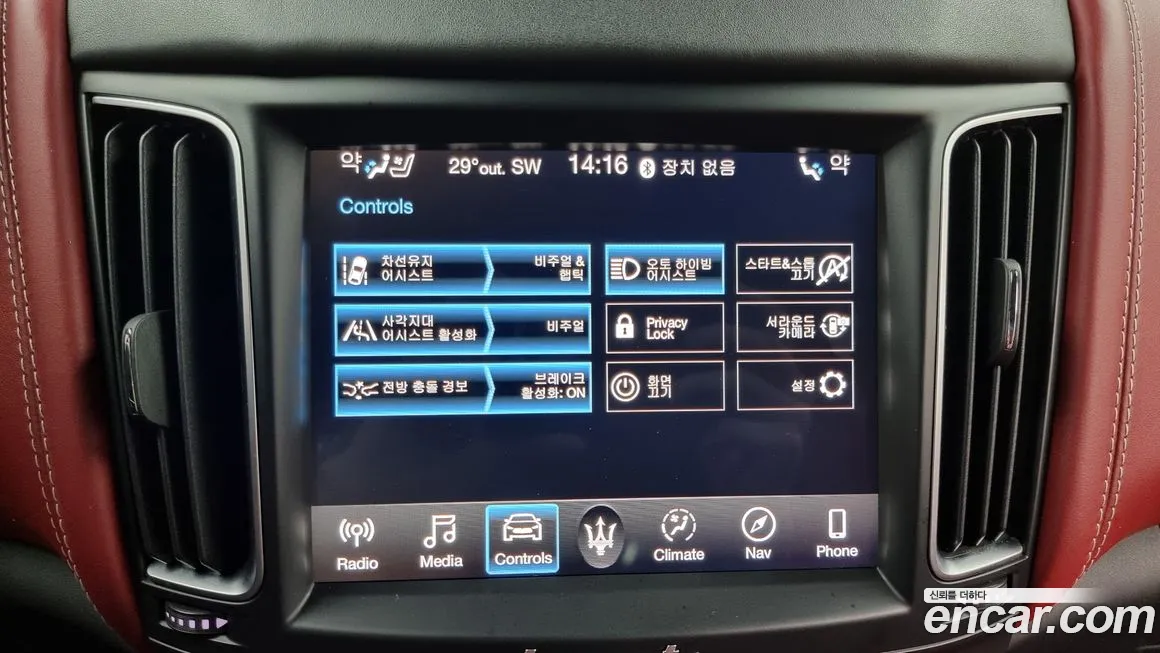 약 29°out. SW 14:16 장치 없음 약
Controls
차선유지
어시스트
비주얼 &
햅틱
오토 하이빔
어시스트
스타트&스톱
끄기
사각지대
어시스트 활성화
비주얼
Privacy
Lock
서라운드
카메라
전방 충돌 경보
브레이크
활성화: ON
화면
끄기
설정
Radio
Media
Controls
Climate
Nav
Phone
신뢰를 더하다
encar.com